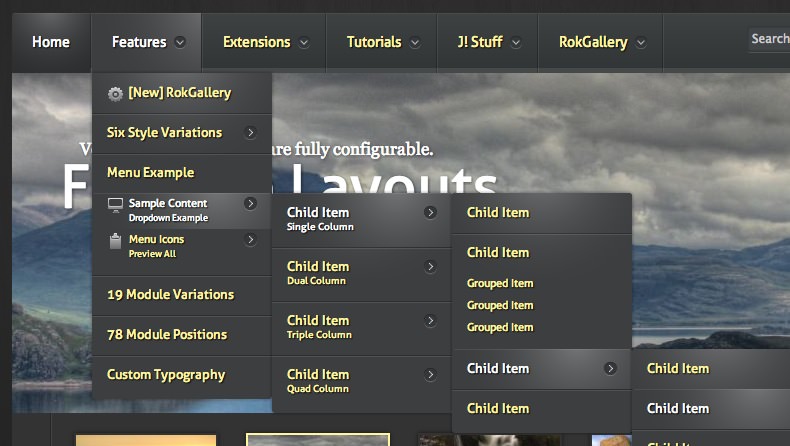 Home
Features
Extensions
Tutorials
J! Stuff
RokGallery
Search
[New] RokGallery
Six Style Variations
Menu Example
Sample Content
Dropdown Example
Menu Icons
Preview All
19 Module Variations
78 Module Positions
Custom Typography
are fully configurable.
Layouts
Child Item
Single Column
Child Item
Dual Column
Child Item
Triple Column
Child Item
Quad Column
Child Item
Child Item
Grouped Item
Grouped Item
Grouped Item
Child Item
Child Item
Child Item
Child Item